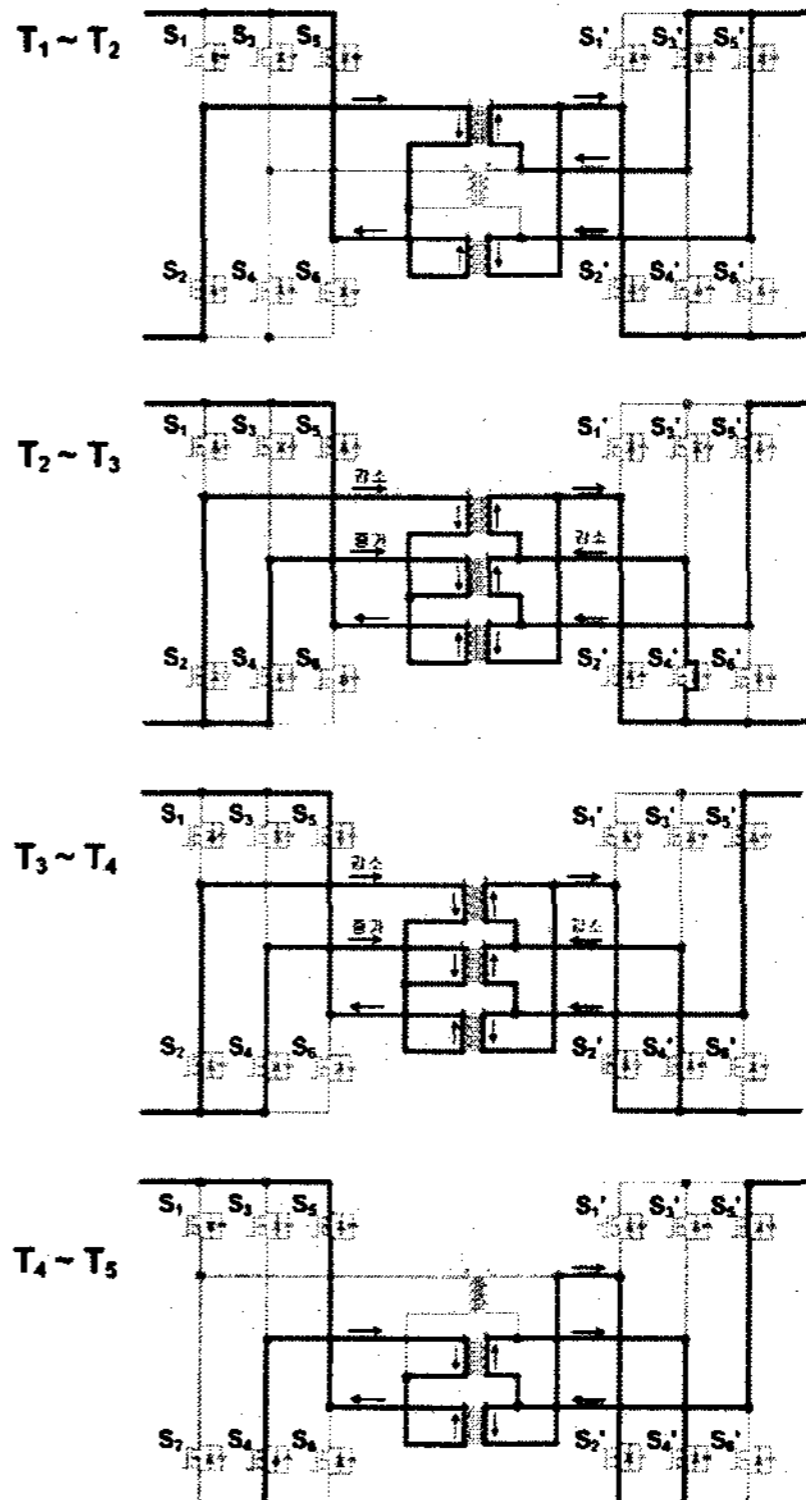 S₁ S₃ S₅ S₁' S₃' S₅'
T₁ ~ T₂
S₂ S₄ S₆ S₂' S₄' S₆'
S₁ S₃ S₅ S₁' S₃' S₅'
T₂ ~ T₃
감소
증가 감소
S₂ S₄ S₆ S₂' S₄' S₆'
S₁ S₃ S₅ S₁' S₃' S₅'
T₃ ~ T₄
감소
증가 감소
S₂ S₄ S₆ S₂' S₄' S₆'
S₁ S₃ S₅ S₁' S₃' S₅'
T₄ ~ T₅
S₂ S₄ S₆ S₂' S₄' S₆'